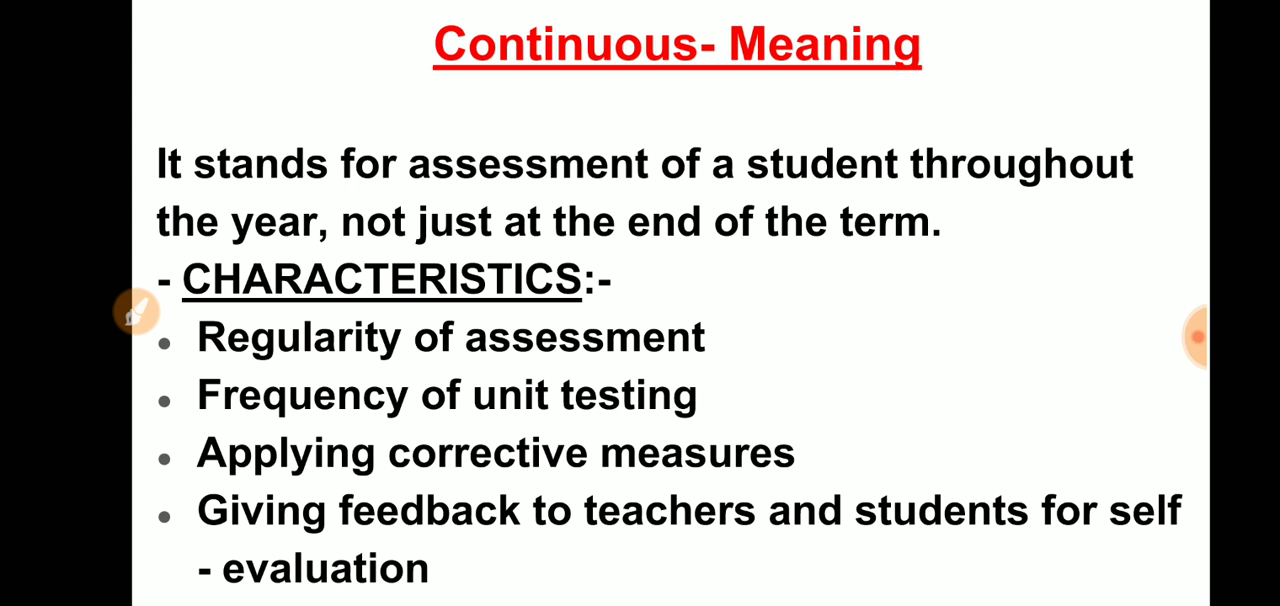 Continuous- Meaning
It stands for assessment of a student throughout
the year, not just at the end of the term.
- CHARACTERISTICS:-
• Regularity of assessment
• Frequency of unit testing
• Applying corrective measures
• Giving feedback to teachers and students for self
- evaluation